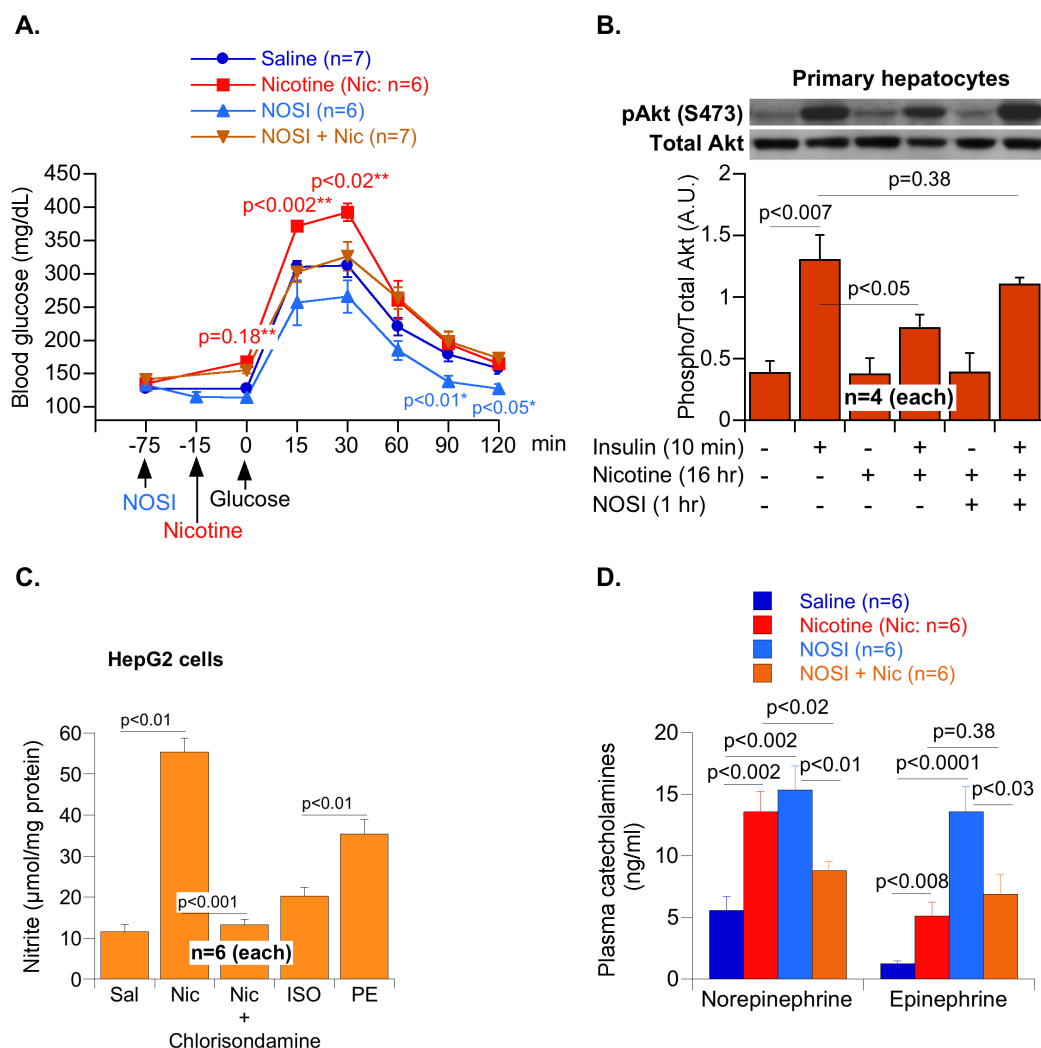 A.
Saline (n=7)
Nicotine (Nic: n=6)
NOSI (n=6)
NOSI + Nic (n=7)
Blood glucose (mg/dL)
450
400
350
300
250
200
150
100
p<0.02**
p<0.002**
p=0.18**
p<0.01*
p<0.05*
-75 -15 0 15 30 60 90 120 min
NOSI
Nicotine
Glucose
B.
Primary hepatocytes
pAkt (S473)
Total Akt
Phospho/Total Akt (A.U.)
2
1.5
1
0.5
0
p=0.38
p<0.007
p<0.05
n=4 (each)
Insulin (10 min) - + - + - +
Nicotine (16 hr) - - + + + +
NOSI (1 hr) - - - - + +
C.
HepG2 cells
Nitrite (µmol/mg protein)
60
50
40
30
20
10
0
p<0.01
p<0.01
p<0.001
n=6 (each)
Sal Nic Nic ISO PE
+
Chlorisondamine
D.
Saline (n=6)
Nicotine (Nic: n=6)
NOSI (n=6)
NOSI + Nic (n=6)
Plasma catecholamines
(ng/ml)
20
15
10
5
0
p<0.02
p<0.002
p<0.002
p<0.01
p=0.38
p<0.0001
p<0.03
p<0.008
Norepinephrine Epinephrine